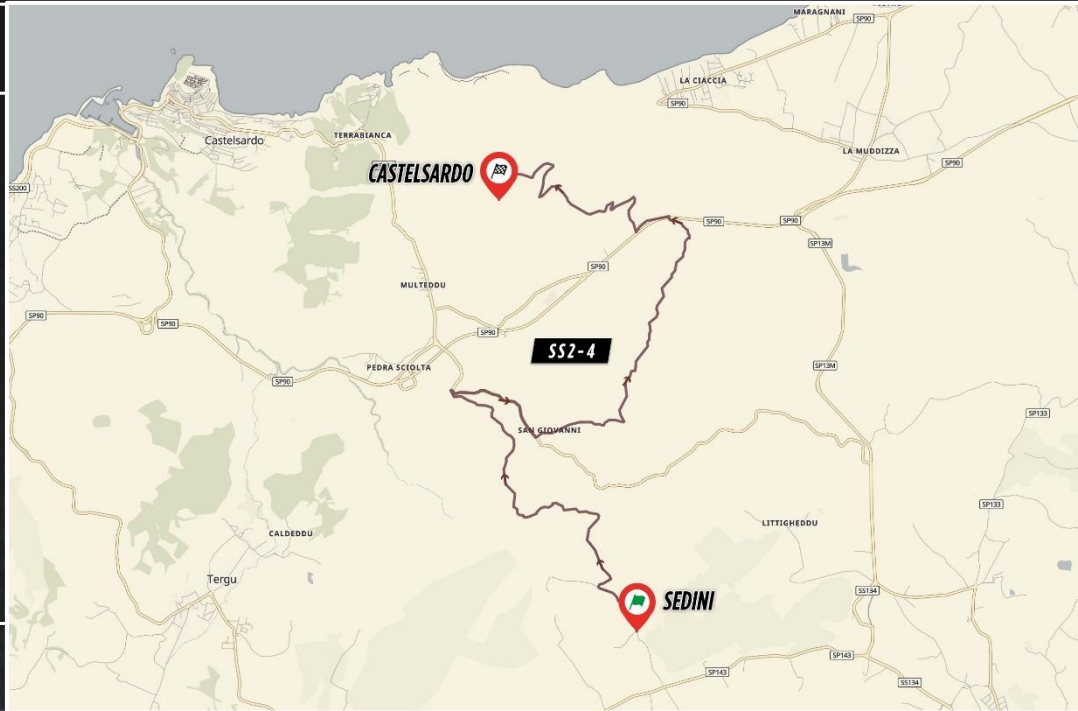 MARAGNANI
SP90
LA CIACCIA
SP90
TERRABIANCA
Castelsardo
LA MUDDIZZA
SP90
CASTELSARDO
SS200
SP90
SP90
SP13M
SP90
MULTEDDU
SP90
SP90
SP90
SS2-4
SP13M
PEDRA SCIOLTA
SP90
SP133
SAN GIOVANNI
SP133
LITTIGHEDDU
CALDEDDU
Tergu
SS134
SEDINI
SP143
SP143
SS134